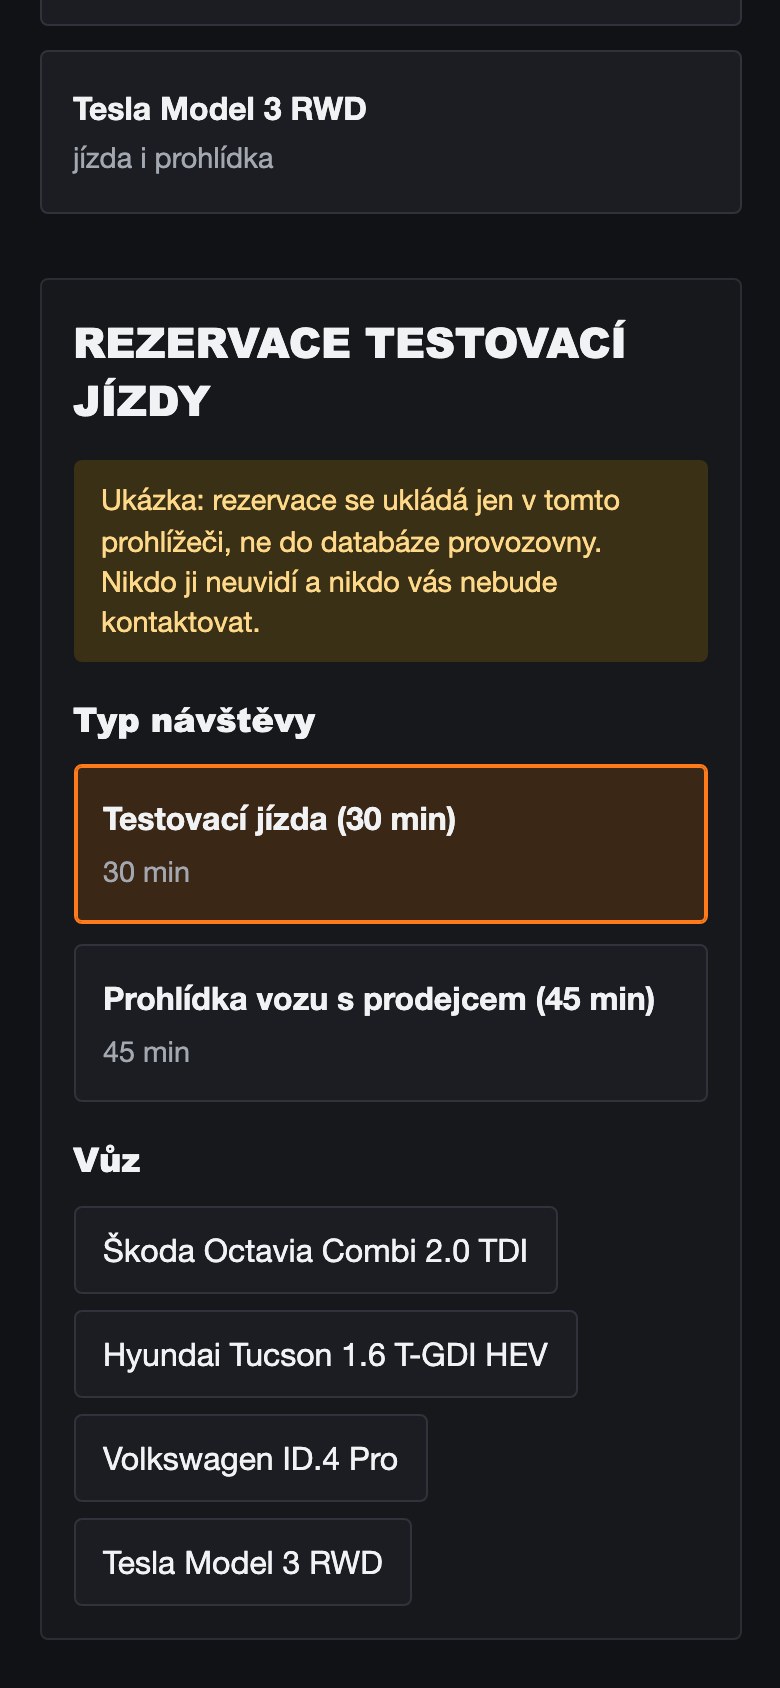 Tesla Model 3 RWD
jízda i prohlídka
REZERVACE TESTOVACÍ
JÍZDY
Ukázka: rezervace se ukládá jen v tomto
prohlížeči, ne do databáze provozovny.
Nikdo ji neuvidí a nikdo vás nebude
kontaktovat.
Typ návštěvy
Testovací jízda (30 min)
30 min
Prohlídka vozu s prodejcem (45 min)
45 min
Vůz
Škoda Octavia Combi 2.0 TDI
Hyundai Tucson 1.6 T-GDI HEV
Volkswagen ID.4 Pro
Tesla Model 3 RWD